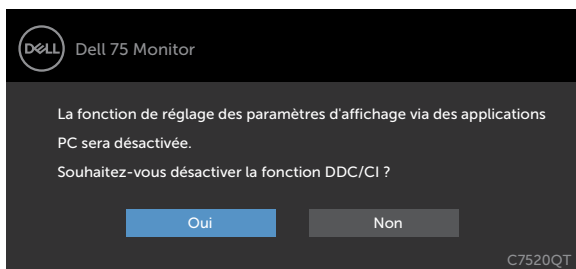 DELL Dell 75 Monitor
La fonction de réglage des paramètres d'affichage via des applications
PC sera désactivée.
Souhaitez-vous désactiver la fonction DDC/CI ?
Oui Non
C7520QT